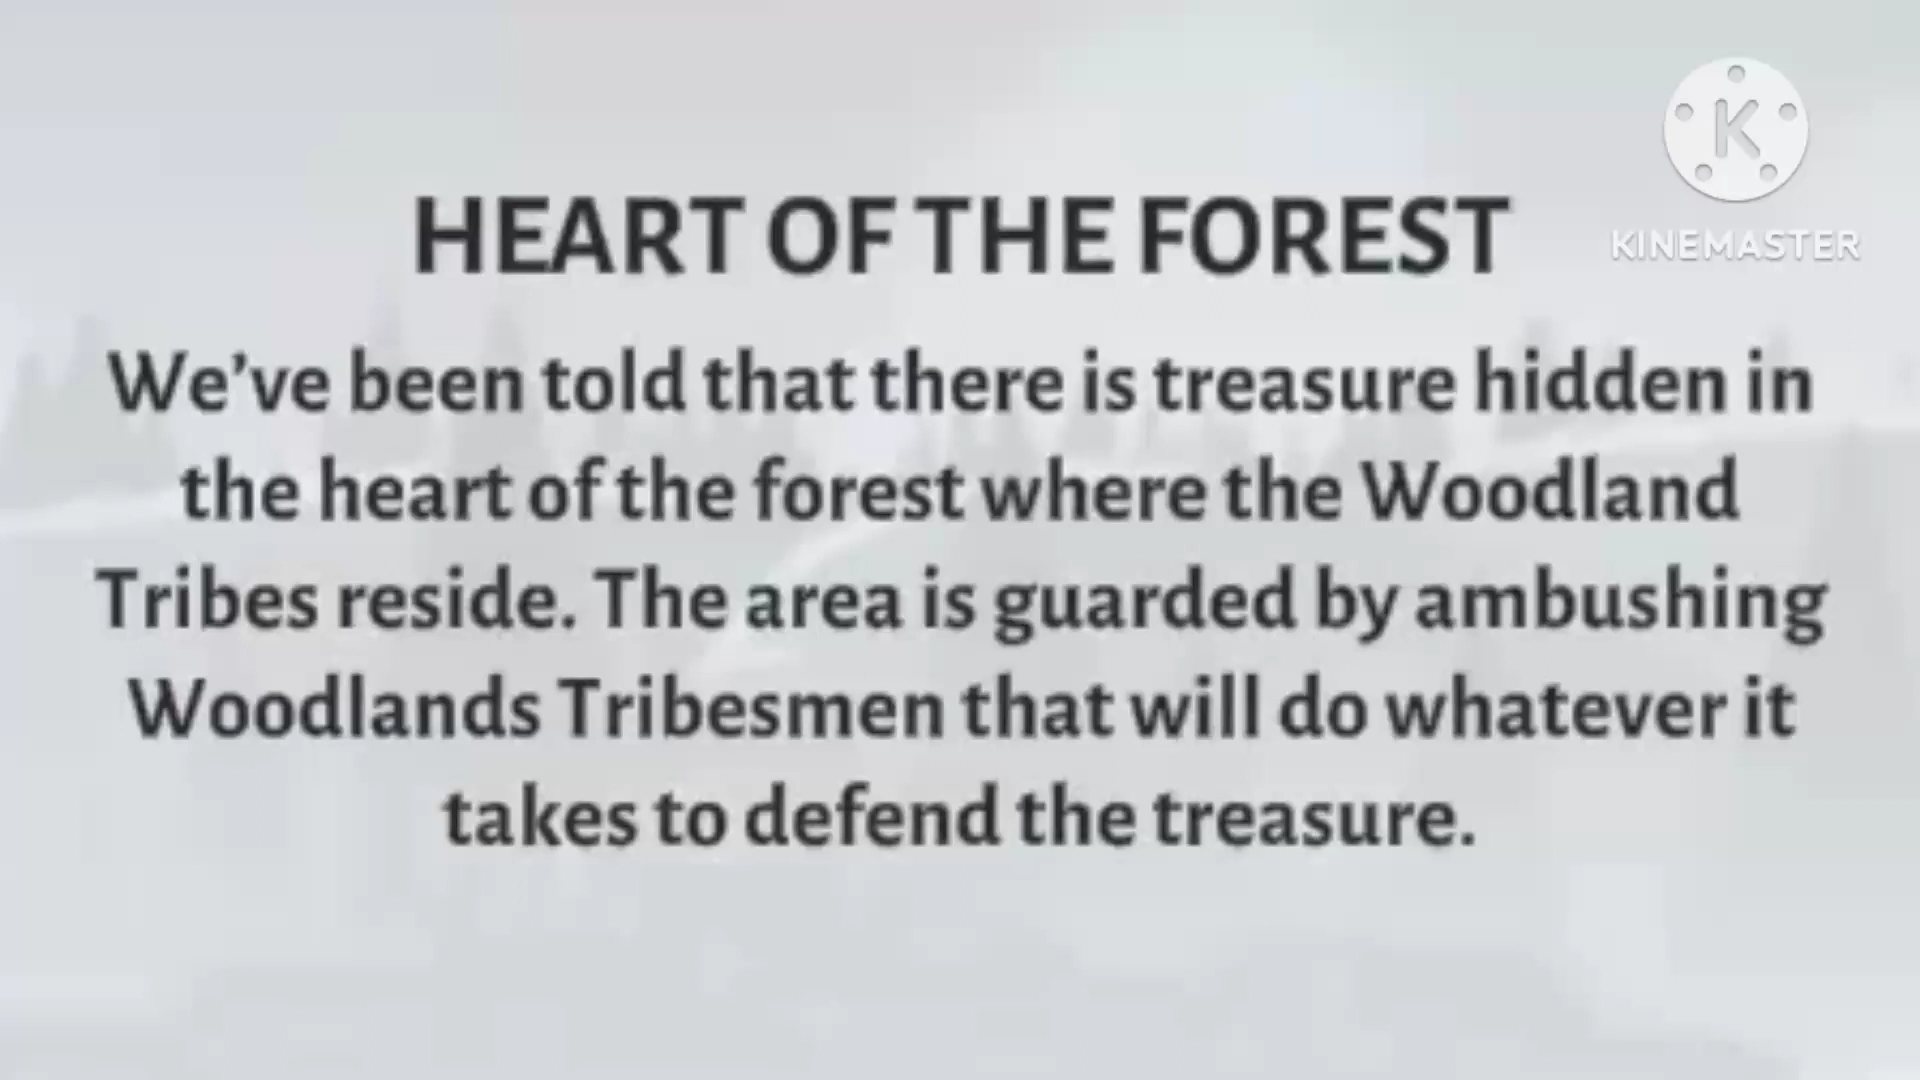 HEART OF THE FOREST
We've been told that there is treasure hidden in
the heart of the forest where the Woodland
Tribes reside. The area is guarded by ambushing
Woodlands Tribesmen that will do whatever it
takes to defend the treasure.
K
KINEMASTER